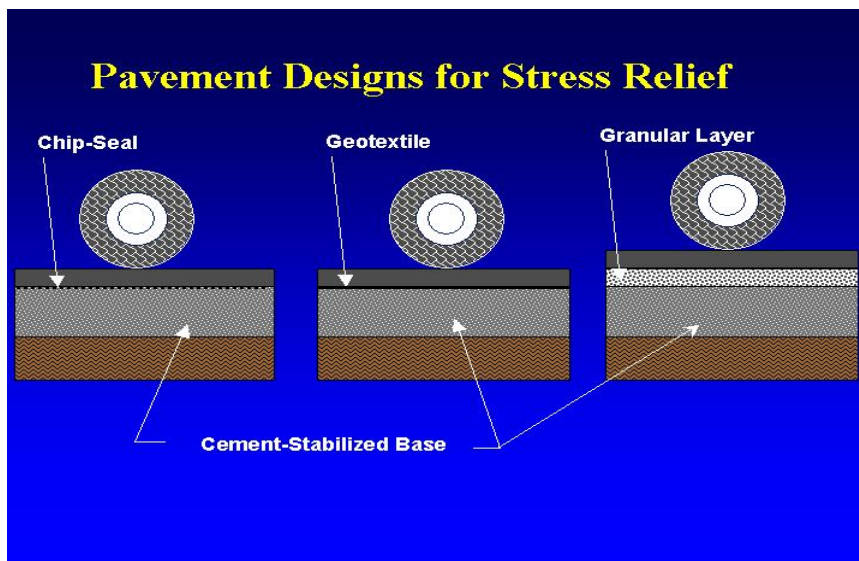 Pavement Designs for Stress Relief
Chip-Seal
Geotextile
Granular Layer
Cement-Stabilized Base